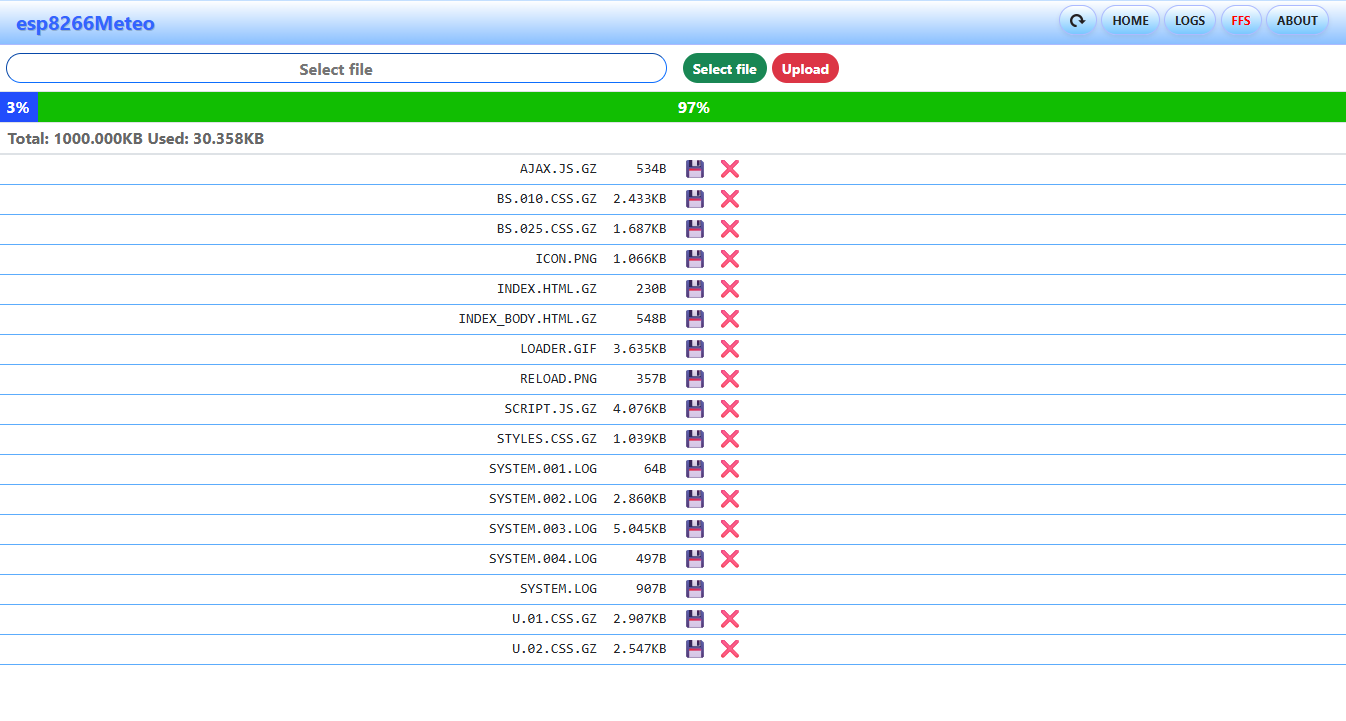 esp8266Meteo HOME LOGS FFS ABOUT
Select file Select file Upload
3% 97%
Total: 1000.000KB Used: 30.358KB
AJAX.JS.GZ 534B
BS.010.CSS.GZ 2.433KB
BS.025.CSS.GZ 1.687KB
ICON.PNG 1.066KB
INDEX.HTML.GZ 230B
INDEX_BODY.HTML.GZ 548B
LOADER.GIF 3.635KB
RELOAD.PNG 357B
SCRIPT.JS.GZ 4.076KB
STYLES.CSS.GZ 1.039KB
SYSTEM.001.LOG 64B
SYSTEM.002.LOG 2.860KB
SYSTEM.003.LOG 5.045KB
SYSTEM.004.LOG 497B
SYSTEM.LOG 907B
U.01.CSS.GZ 2.907KB
U.02.CSS.GZ 2.547KB